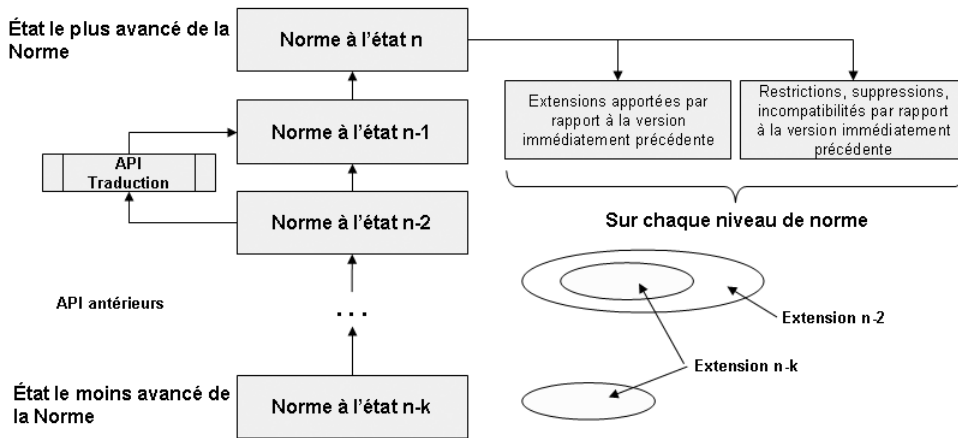 État le plus avancé de la
Norme
Norme à l'état n
Extensions apportées par
rapport à la version
immédiatement précédente
Restrictions, suppressions,
incompatibilités par rapport
à la version immédiatement
précédente
Norme à l'état n-1
API
Traduction
Norme à l'état n-2
Sur chaque niveau de norme
API antérieurs
...
Extension n-2
Extension n-k
État le moins avancé de
la Norme
Norme à l'état n-k